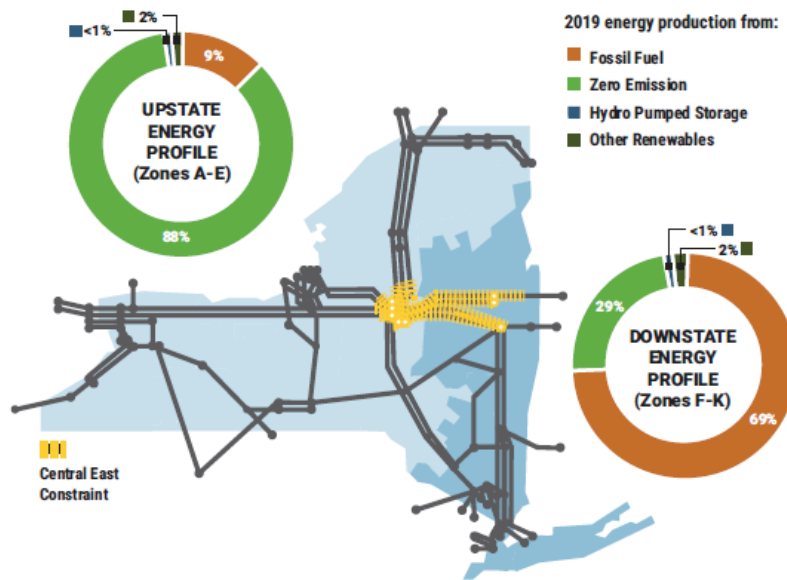 2%
<1%
9%
UPSTATE
ENERGY
PROFILE
(Zones A-E)
88%
2019 energy production from:
Fossil Fuel
Zero Emission
Hydro Pumped Storage
Other Renewables
<1%
2%
29%
DOWNSTATE
ENERGY
PROFILE
(Zones F-K)
69%
Central East
Constraint